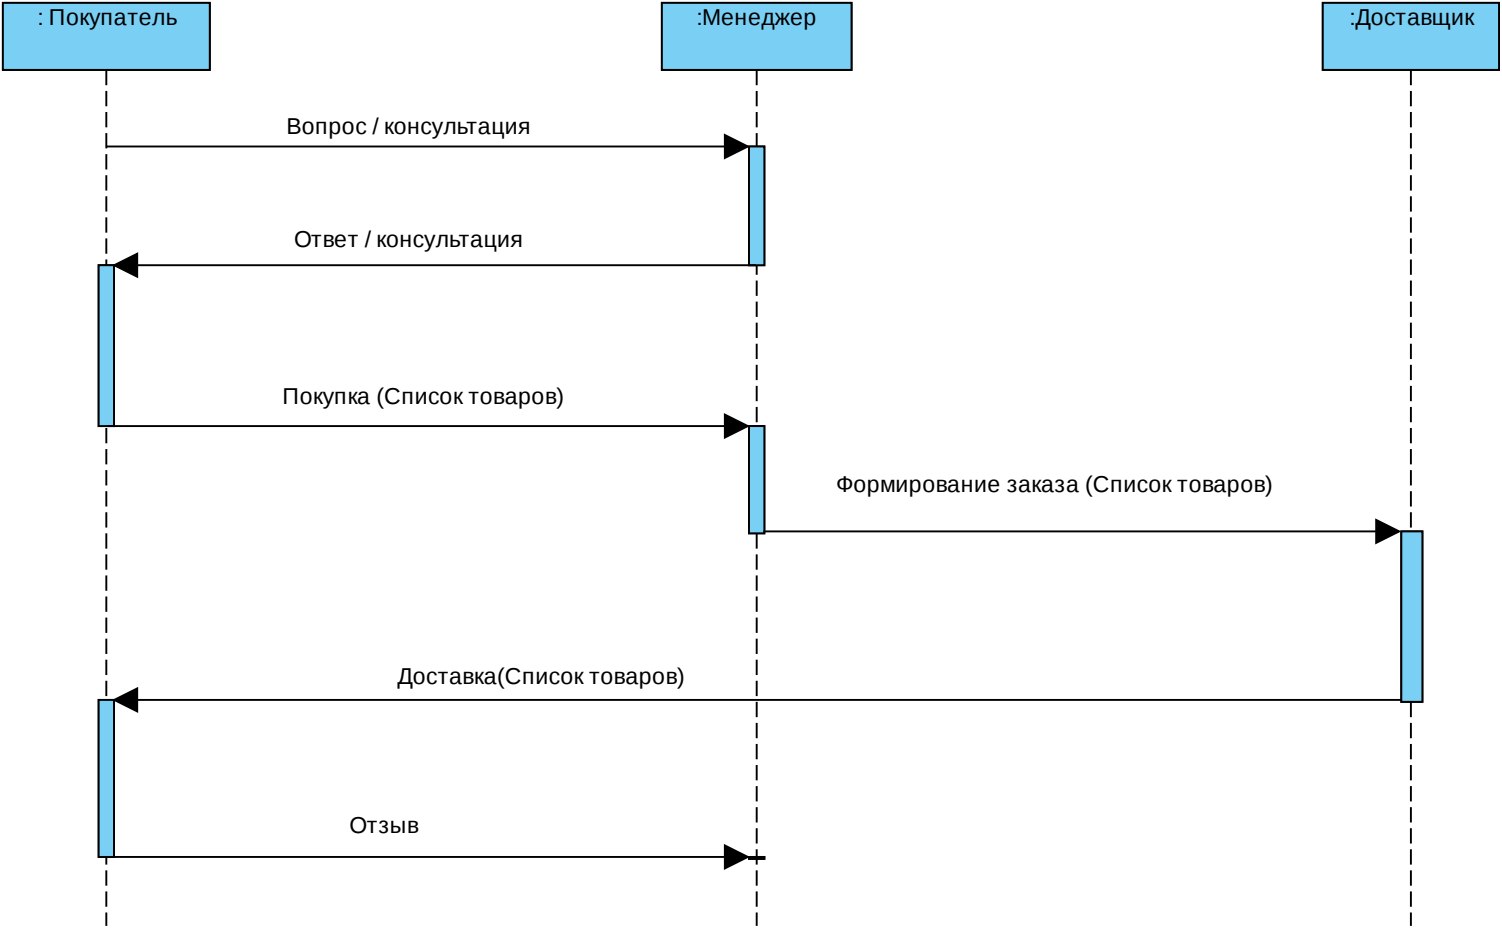 : Покупатель
:Менеджер
:Доставщик
Вопрос / консультация
Ответ / консультация
Покупка (Список товаров)
Формирование заказа (Список товаров)
Доставка(Список товаров)
Отзыв